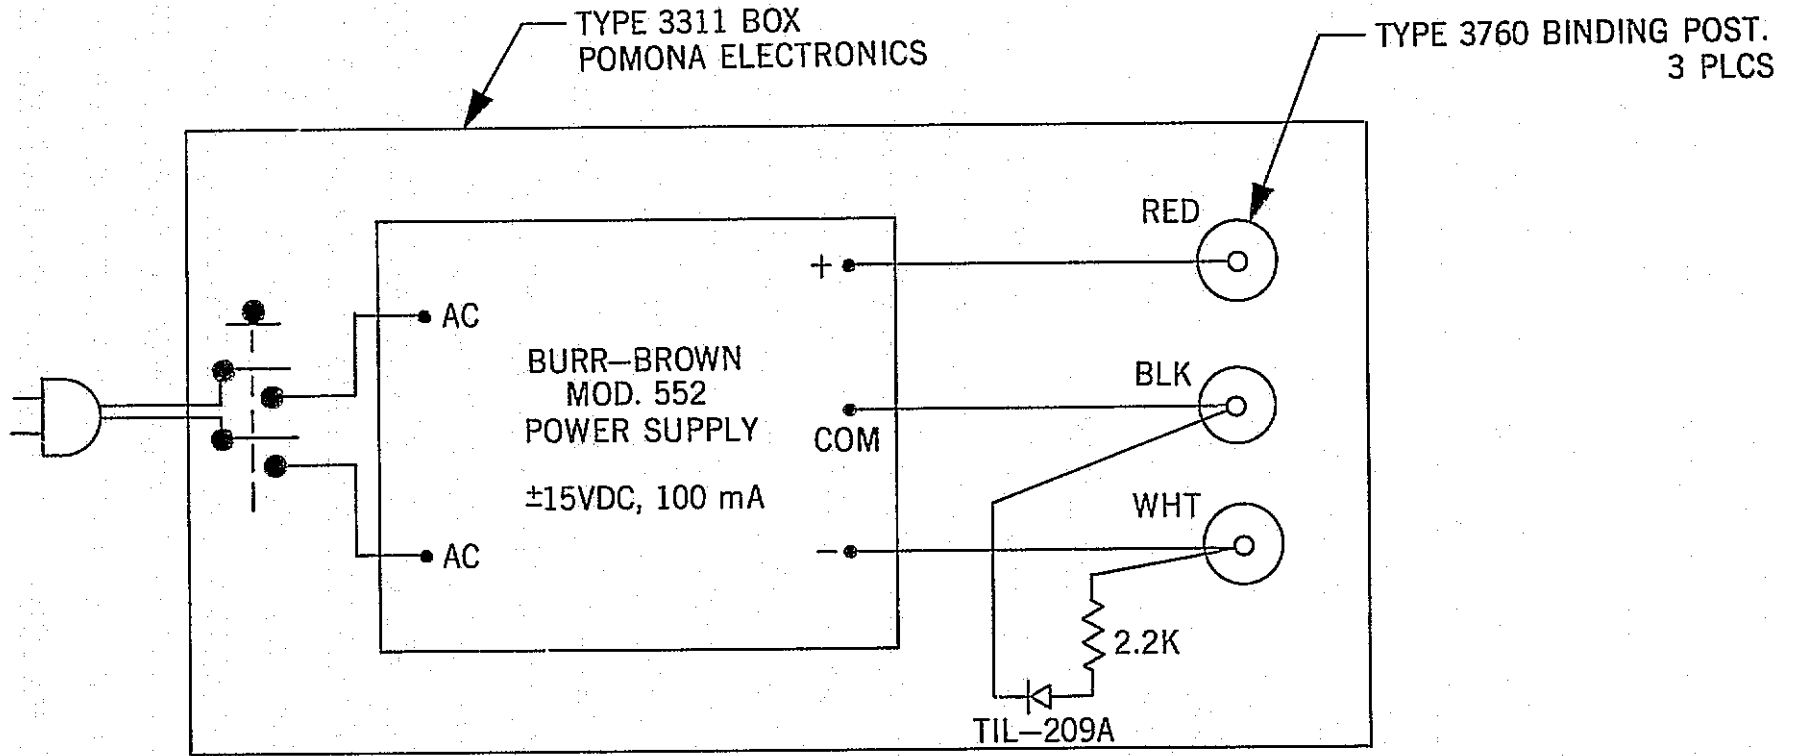 TYPE 3311 BOX
POMONA ELECTRONICS
TYPE 3760 BINDING POST.
3 PLCS
RED
+
AC
BURR—BROWN
MOD. 552
POWER SUPPLY
±15VDC, 100 mA
BLK
COM
WHT
AC
-
2.2K
TIL—209A